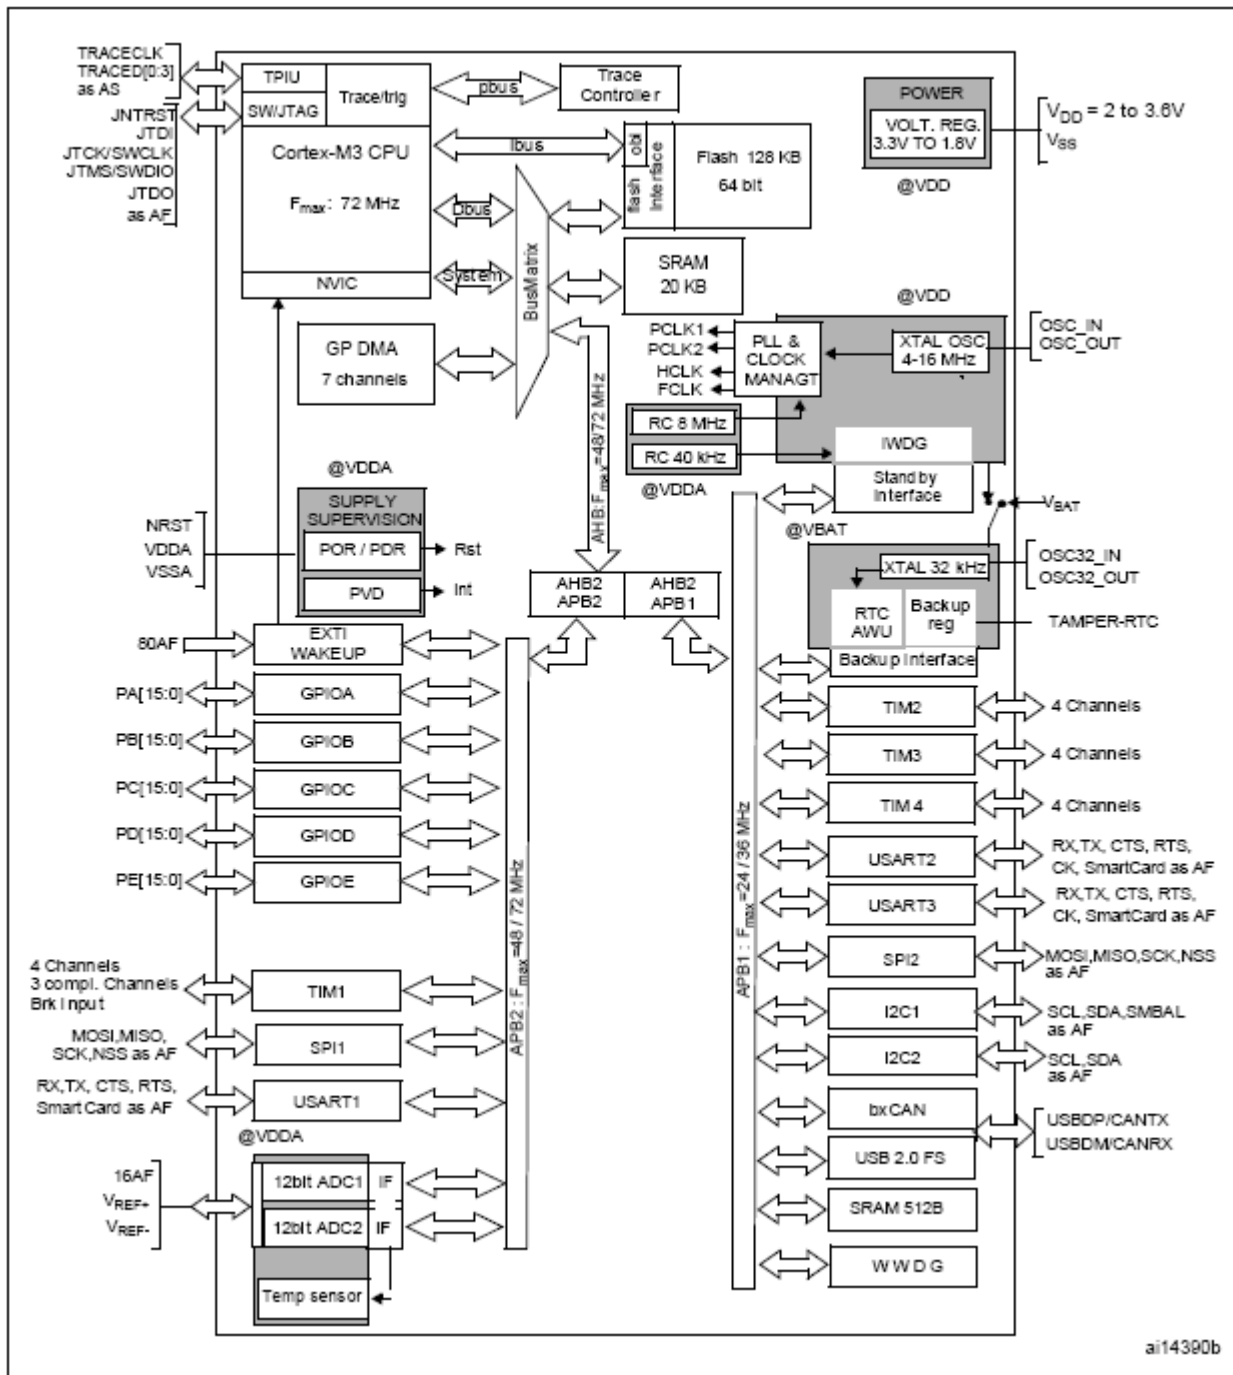 TRACECLK
TRACED[0:3]
as AS
JNTRST
JTDI
JTCK/SWCLK
JTMS/SWDIO
JTDO
as AF
TPIU
SW/JTAG
Trace/trig
Cortex-M3 CPU
Fmax: 72 MHz
NVIC
pbus
Ibus
Dbus
System
Trace
Controller
obl
flash
Interface
Flash 128 KB
64 bit
BusMatrix
SRAM
20 KB
GP DMA
7 channels
POWER
VOLT. REG.
3.3V TO 1.8V
@VDD
VDD = 2 to 3.6V
VSS
@VDD
PCLK1
PCLK2
HCLK
FCLK
PLL &
CLOCK
MANAGT
XTAL OSC
4-16 MHz
OSC_IN
OSC_OUT
RC 8 MHz
RC 40 kHz
@VDDA
IWDG
Standby
Interface
VBAT
@VBAT
XTAL 32 kHz
OSC32_IN
OSC32_OUT
RTC
AWU
Backup
reg
TAMPER-RTC
Backup Interface
AHB:Fmax=48/72 MHz
@VDDA
SUPPLY
SUPERVISION
NRST
VDDA
VSSA
POR / PDR
Rst
PVD
Int
AHB2
APB2
AHB2
APB1
80AF
EXTI
WAKEUP
PA[15:0]
GPIOA
PB[15:0]
GPIOB
PC[15:0]
GPIOC
PD[15:0]
GPIOD
PE[15:0]
GPIOE
4 Channels
3 compl. Channels
Brk Input
TIM1
MOSI,MISO,
SCK,NSS as AF
SPI1
RX,TX, CTS, RTS,
SmartCard as AF
USART1
@VDDA
16AF
VREF+
VREF-
12bit ADC1 IF
12bit ADC2 IF
Temp sensor
APB2 : Fmax=48 / 72 MHz
APB1 : Fmax=24 / 36 MHz
TIM2
4 Channels
TIM3
4 Channels
TIM 4
4 Channels
USART2
RX,TX, CTS, RTS,
CK, SmartCard as AF
USART3
RX,TX, CTS, RTS,
CK, SmartCard as AF
SPI2
MOSI,MISO,SCK,NSS
as AF
I2C1
SCL,SDA,SMBAL
as AF
I2C2
SCL,SDA
as AF
bxCAN
USBDP/CANTX
USBDM/CANRX
USB 2.0 FS
SRAM 512B
W W D G
ai14390b